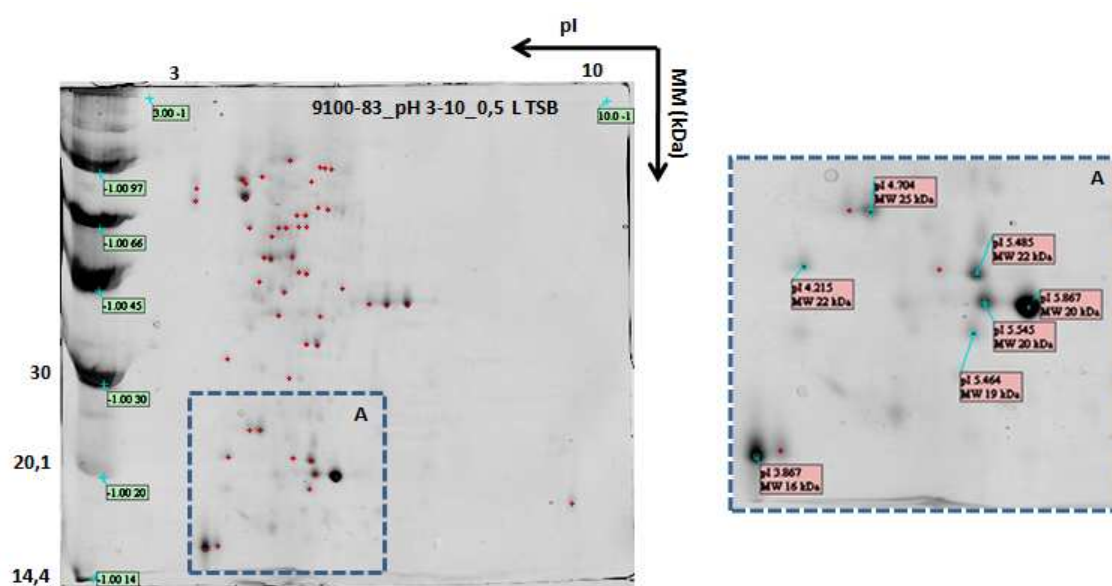 pI
3
10
MM (kDa)
9100-83_pH 3-10_0,5 L TSB
3.00 -1
10.0 -1
-1.00 97
-1.00 66
-1.00 45
30
-1.00 30
A
20,1
-1.00 20
14,4
-1.00 14
A
pI 4.704
MW 25 kDa
pI 5.485
MW 22 kDa
pI 4.215
MW 22 kDa
pI 5.867
MW 20 kDa
pI 5.545
MW 20 kDa
pI 5.464
MW 19 kDa
pI 3.867
MW 16 kDa